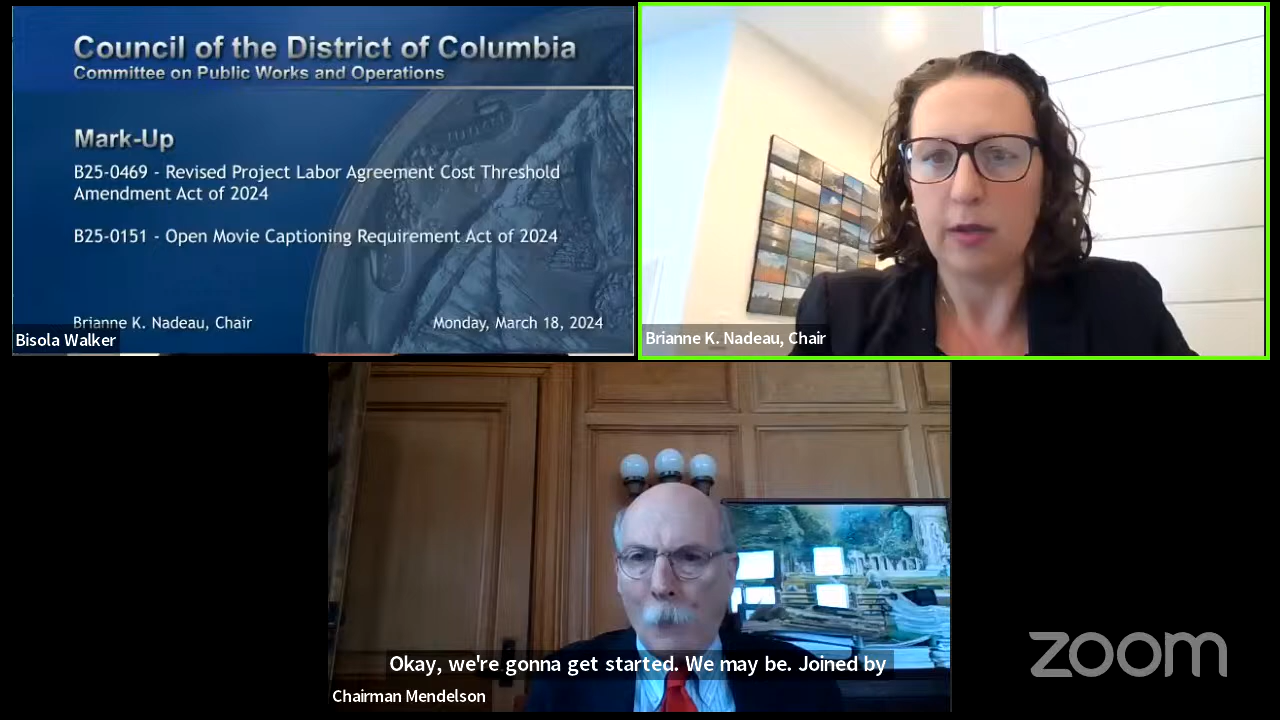 Council of the District of Columbia
Committee on Public Works and Operations
Mark-Up
B25-0469 - Revised Project Labor Agreement Cost Threshold
Amendment Act of 2024
B25-0151 - Open Movie Captioning Requirement Act of 2024
Brianne K. Nadeau, Chair
Monday, March 18, 2024
Bisola Walker
Brianne K. Nadeau, Chair
Okay, we're gonna get started. We may be. Joined by
Chairman Mendelson
zoom